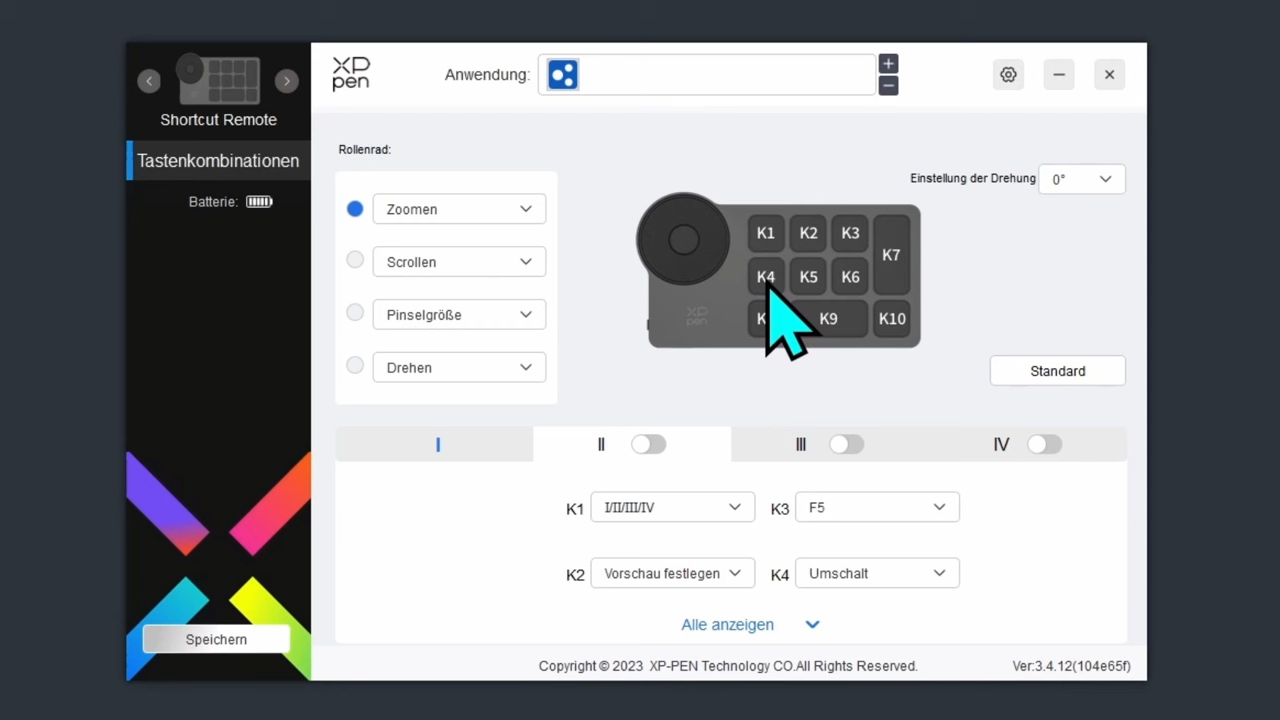 XP
pen
Anwendung:
Shortcut Remote
Tastenkombinationen
Batterie:
Rollenrad:
Zoomen
Scrollen
Pinselgröße
Drehen
Einstellung der Drehung
0°
K1 K2 K3
K7
K4 K5 K6
K9 K10
XP
pen
Standard
I II III IV
K1 I/II/III/IV K3 F5
K2 Vorschau festlegen K4 Umschalt
Alle anzeigen
Speichern
Copyright © 2023 XP-PEN Technology CO.All Rights Reserved.
Ver:3.4.12(104e65f)